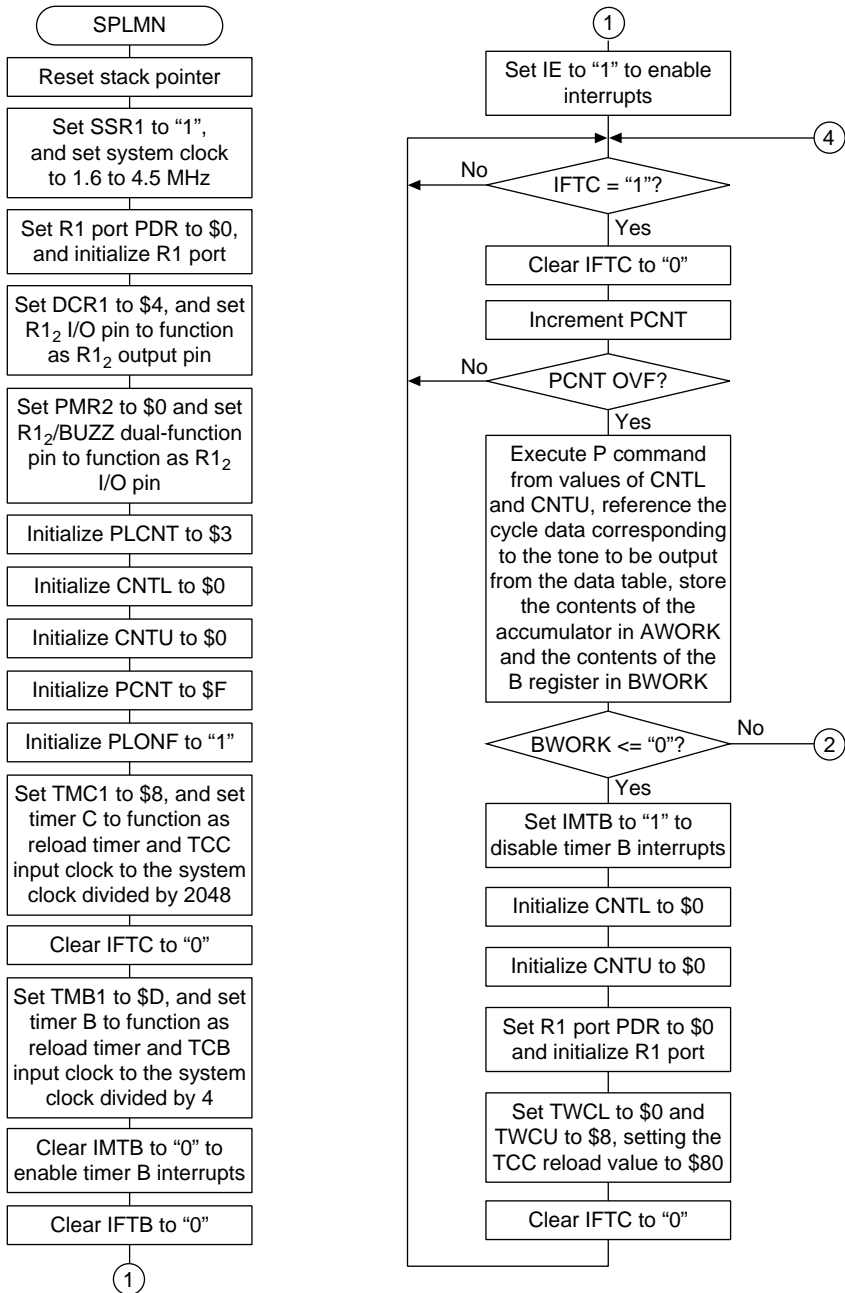 SPLMN
Reset stack pointer
Set SSR1 to “1”,
and set system clock
to 1.6 to 4.5 MHz
Set R1 port PDR to $0,
and initialize R1 port
Set DCR1 to $4, and set
R1₂ I/O pin to function
as R1₂ output pin
Set PMR2 to $0 and set
R1₂/BUZZ dual-function
pin to function as R1₂
I/O pin
Initialize PLCNT to $3
Initialize CNTL to $0
Initialize CNTU to $0
Initialize PCNT to $F
Initialize PLONF to “1”
Set TMC1 to $8, and set
timer C to function as
reload timer and TCC
input clock to the system
clock divided by 2048
Clear IFTC to “0”
Set TMB1 to $D, and set
timer B to function as
reload timer and TCB
input clock to the system
clock divided by 4
Clear IMTB to “0” to
enable timer B interrupts
Clear IFTB to “0”
1
1
Set IE to “1” to enable
interrupts
4
No
IFTC = “1”?
Yes
Clear IFTC to “0”
Increment PCNT
No
PCNT OVF?
Yes
Execute P command
from values of CNTL
and CNTU, reference the
cycle data corresponding
to the tone to be output
from the data table, store
the contents of the
accumulator in AWORK
and the contents of the
B register in BWORK
BWORK <= “0”?
No
2
Yes
Set IMTB to “1” to
disable timer B interrupts
Initialize CNTL to $0
Initialize CNTU to $0
Set R1 port PDR to $0
and initialize R1 port
Set TWCL to $0 and
TWCU to $8, setting the
TCC reload value to $80
Clear IFTC to “0”